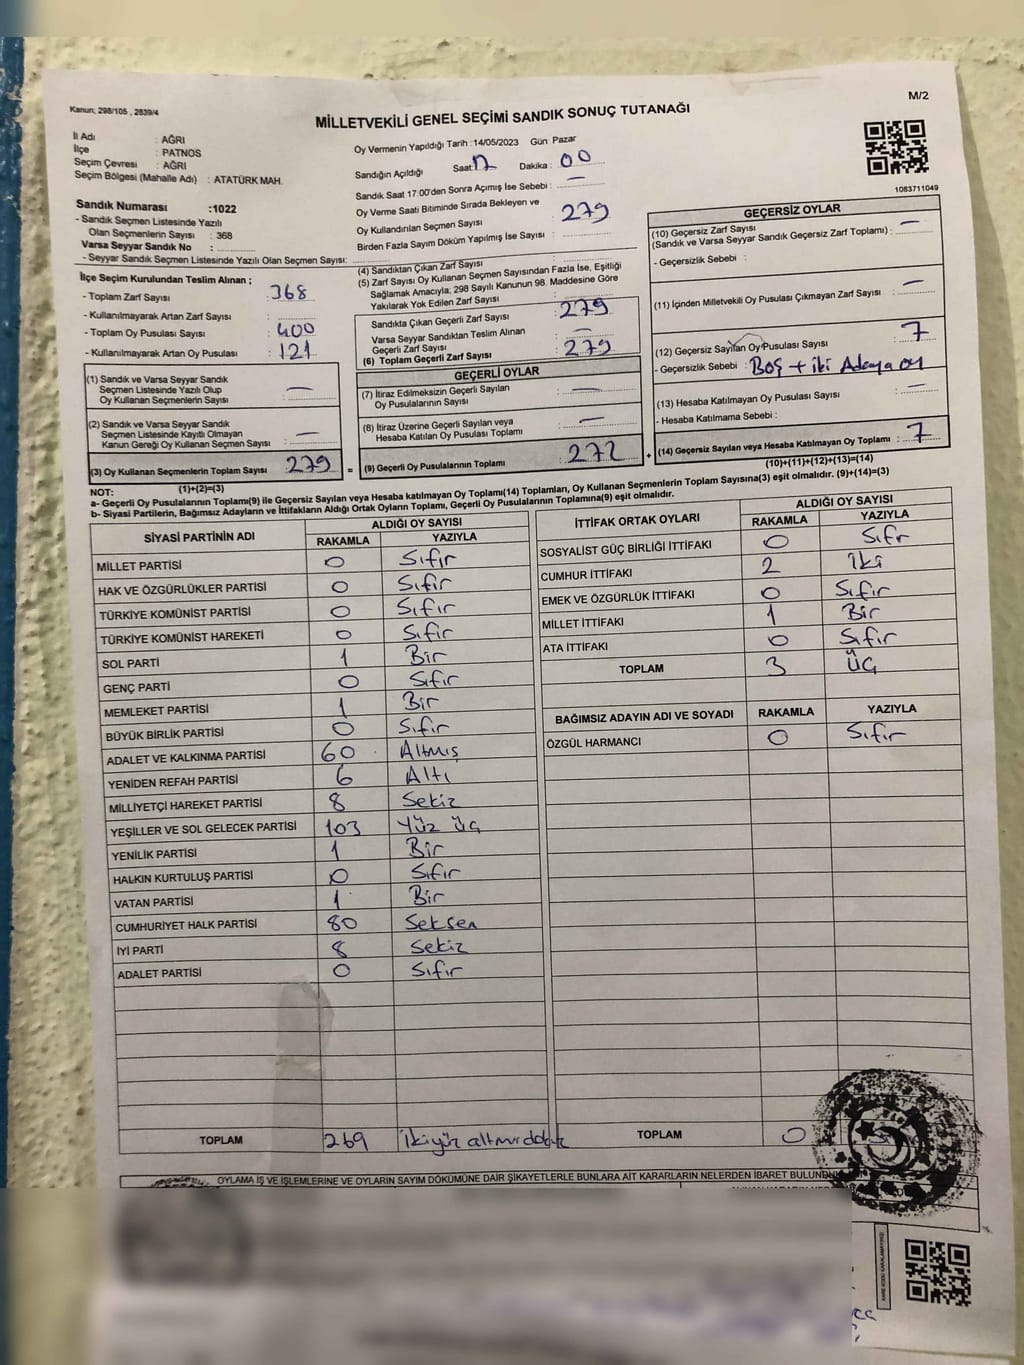 Kanun; 298/105 , 2839/4
M/2
MİLLETVEKİLİ GENEL SEÇİMİ SANDIK SONUÇ TUTANAĞI
İl Adı : AĞRI
İlçe : PATNOS
Seçim Çevresi : AĞRI
Seçim Bölgesi (Mahalle Adı) : ATATÜRK MAH.
Oy Vermenin Yapıldığı Tarih :14/05/2023 Gün Pazar
Sandığın Açıldığı Saat: 17 Dakika: 00
Sandık Saat 17:00'den Sonra Açımış İse Sebebi : —
Oy Verme Saati Bitiminde Sırada Bekleyen ve
Oy Kullandırılan Seçmen Sayısı : 279
Birden Fazla Sayım Döküm Yapılmış İse Sayısı :
1083711049
Sandık Numarası :1022
- Sandık Seçmen Listesinde Yazılı
Olan Seçmenlerin Sayısı : 368
Varsa Seyyar Sandık No :
- Seyyar Sandık Seçmen Listesinde Yazılı Olan Seçmen Sayısı:
İlçe Seçim Kurulundan Teslim Alınan ;
- Toplam Zarf Sayısı : 368
- Kullanılmayarak Artan Zarf Sayısı :
- Toplam Oy Pusulası Sayısı : 400
- Kullanılmayarak Artan Oy Pusulası : 121
(1) Sandık ve Varsa Seyyar Sandık
Seçmen Listesinde Yazılı Olup
Oy Kullanan Seçmenlerin Sayısı : —
(2) Sandık ve Varsa Seyyar Sandık
Seçmen Listesinde Kayıtlı Olmayan
Kanun Gereği Oy Kullanan Seçmen Sayısı : —
(3) Oy Kullanan Seçmenlerin Toplam Sayısı : 279 =
(1)+(2)=(3)
(4) Sandıktan Çıkan Zarf Sayısı :
(5) Zarf Sayısı Oy Kullanan Seçmen Sayısından Fazla İse, Eşitliği
Sağlamak Amacıyla; 298 Sayılı Kanunun 98. Maddesine Göre
Yakılarak Yok Edilen Zarf Sayısı :
Sandıkta Çıkan Geçerli Zarf Sayısı : 279
Varsa Seyyar Sandıktan Teslim Alınan
Geçerli Zarf Sayısı : —
(6) Toplam Geçerli Zarf Sayısı : 279
GEÇERLİ OYLAR
(7) İtiraz Edilmeksizin Geçerli Sayılan
Oy Pusulalarının Sayısı : —
(8) İtiraz Üzerine Geçerli Sayılan veya
Hesaba Katılan Oy Pusulası Toplamı : —
(9) Geçerli Oy Pusulalarının Toplamı : 272 +
GEÇERSİZ OYLAR
(10) Geçersiz Zarf Sayısı
(Sandık ve Varsa Seyyar Sandık Geçersiz Zarf Toplamı) : —
- Geçersizlik Sebebi :
(11) İçinden Milletvekili Oy Pusulası Çıkmayan Zarf Sayısı : —
(12) Geçersiz Sayılan Oy Pusulası Sayısı : 7
- Geçersizlik Sebebi : Boş + iki Adaya oy
(13) Hesaba Katılmayan Oy Pusulası Sayısı : —
- Hesaba Katılmama Sebebi :
(14) Geçersiz Sayılan veya Hesaba Katılmayan Oy Toplamı : 7
(10)+(11)+(12)+(13)=(14)
NOT:
a- Geçerli Oy Pusulalarının Toplamı(9) ile Geçersiz Sayılan veya Hesaba katılmayan Oy Toplamı(14) Toplamları, Oy Kullanan Seçmenlerin Toplam Sayısına(3) eşit olmalıdır. (9)+(14)=(3)
b- Siyasi Partilerin, Bağımsız Adayların ve İttifakların Aldığı Ortak Oyların Toplamı, Geçerli Oy Pusulalarının Toplamına(9) eşit olmalıdır.
SİYASİ PARTİNİN ADI ALDIĞI OY SAYISI
RAKAMLA YAZIYLA
MİLLET PARTİSİ 0 Sıfır
HAK VE ÖZGÜRLÜKLER PARTİSİ 0 Sıfır
TÜRKİYE KOMÜNİST PARTİSİ 0 Sıfır
TÜRKİYE KOMÜNİST HAREKETİ 0 Sıfır
SOL PARTİ 1 Bir
GENÇ PARTİ 0 Sıfır
MEMLEKET PARTİSİ 1 Bir
BÜYÜK BİRLİK PARTİSİ 0 Sıfır
ADALET VE KALKINMA PARTİSİ 60 Altmış
YENİDEN REFAH PARTİSİ 6 Altı
MİLLİYETÇİ HAREKET PARTİSİ 8 Sekiz
YEŞİLLER VE SOL GELECEK PARTİSİ 103 Yüz üç
YENİLİK PARTİSİ 1 Bir
HALKIN KURTULUŞ PARTİSİ 0 Sıfır
VATAN PARTİSİ 1 Bir
CUMHURİYET HALK PARTİSİ 80 Seksen
İYİ PARTİ 8 Sekiz
ADALET PARTİSİ 0 Sıfır
TOPLAM 269 İkiyüz altmışdokuz
İTTİFAK ORTAK OYLARI ALDIĞI OY SAYISI
RAKAMLA YAZIYLA
SOSYALİST GÜÇ BİRLİĞİ İTTİFAKI 0 Sıfr
CUMHUR İTTİFAKI 2 İki
EMEK VE ÖZGÜRLÜK İTTİFAKI 0 Sıfır
MİLLET İTTİFAKI 1 Bir
ATA İTTİFAKI 0 Sıfır
TOPLAM 3 Üç
BAĞIMSIZ ADAYIN ADI VE SOYADI RAKAMLA YAZIYLA
ÖZGÜL HARMANCI 0 Sıfır
TOPLAM 0
OYLAMA İŞ VE İŞLEMLERİNE VE OYLARIN SAYIM DÖKÜMÜNE DAİR ŞİKAYETLERLE BUNLARA AİT KARARLARIN NELERDEN İBARET